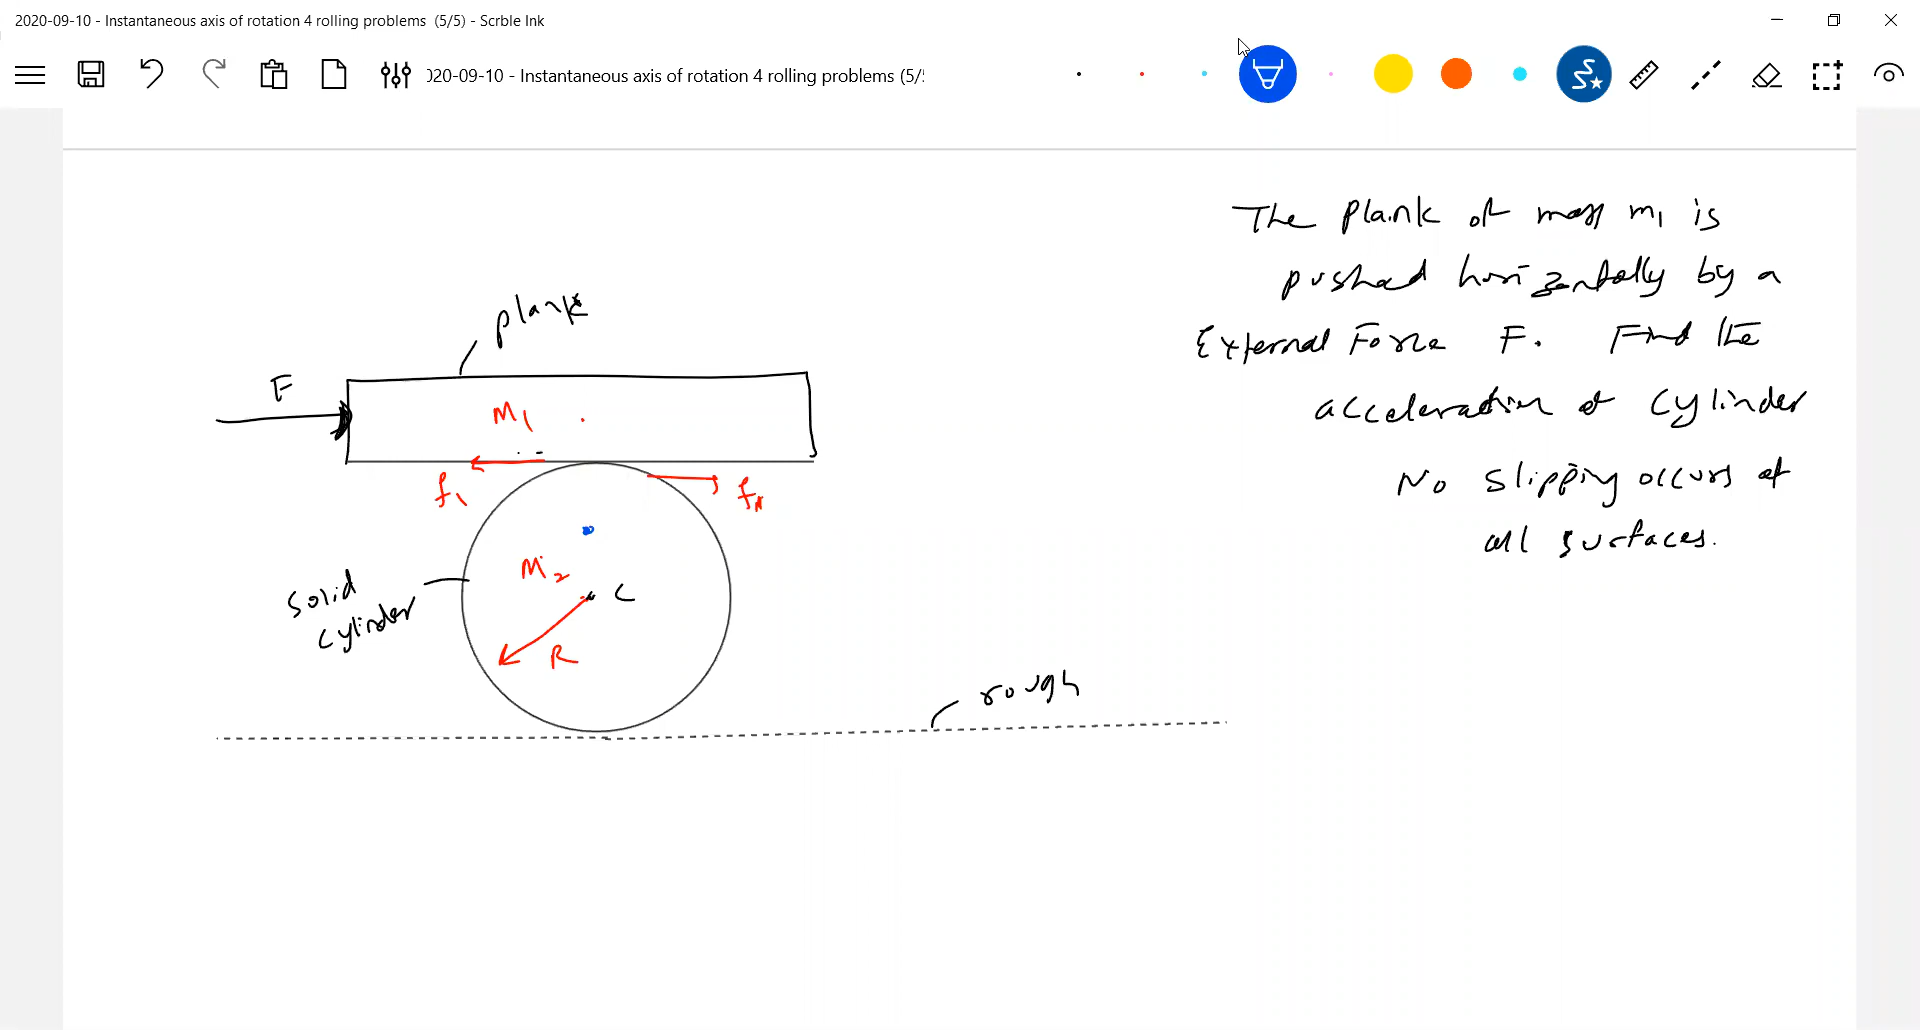 2020-09-10 - Instantaneous axis of rotation 4 rolling problems (5/5) - Scrble Ink
020-09-10 - Instantaneous axis of rotation 4 rolling problems (5/5
The plank of mass m1 is
pushed horizontally by a
External Force F. Find the
acceleration of cylinder
No slipping occurs at
all surfaces.
plank
F
M1
f1
f1
M2
C
R
solid
cylinder
rough